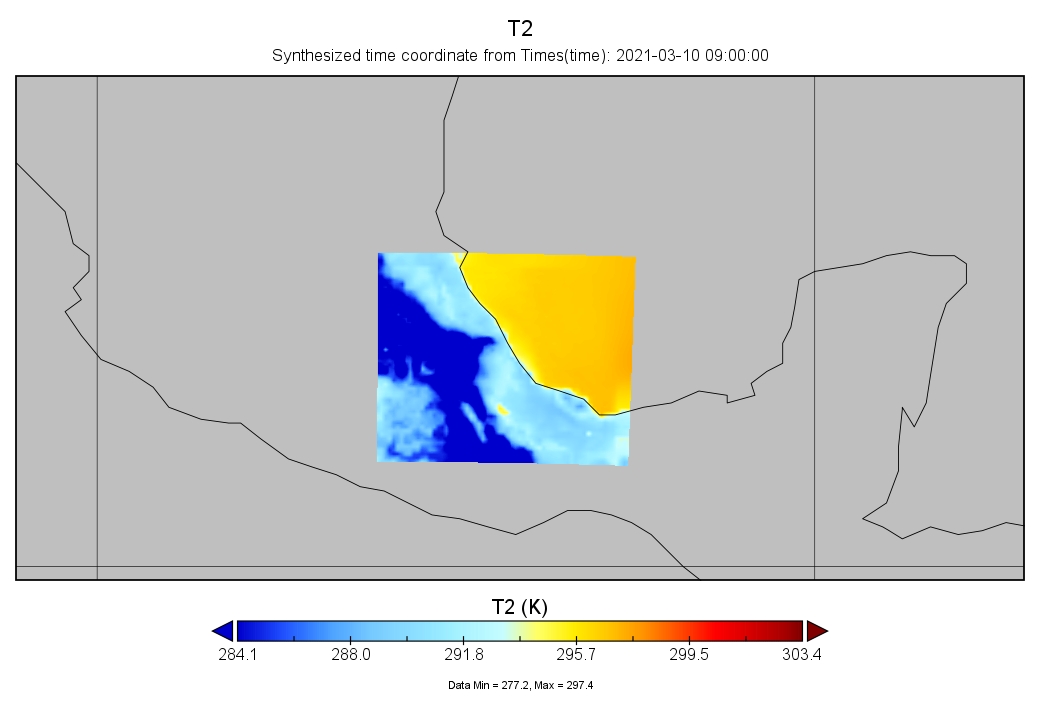 T2
Synthesized time coordinate from Times(time): 2021-03-10 09:00:00
T2 (K)
284.1 288.0 291.8 295.7 299.5 303.4
Data Min = 277.2, Max = 297.4